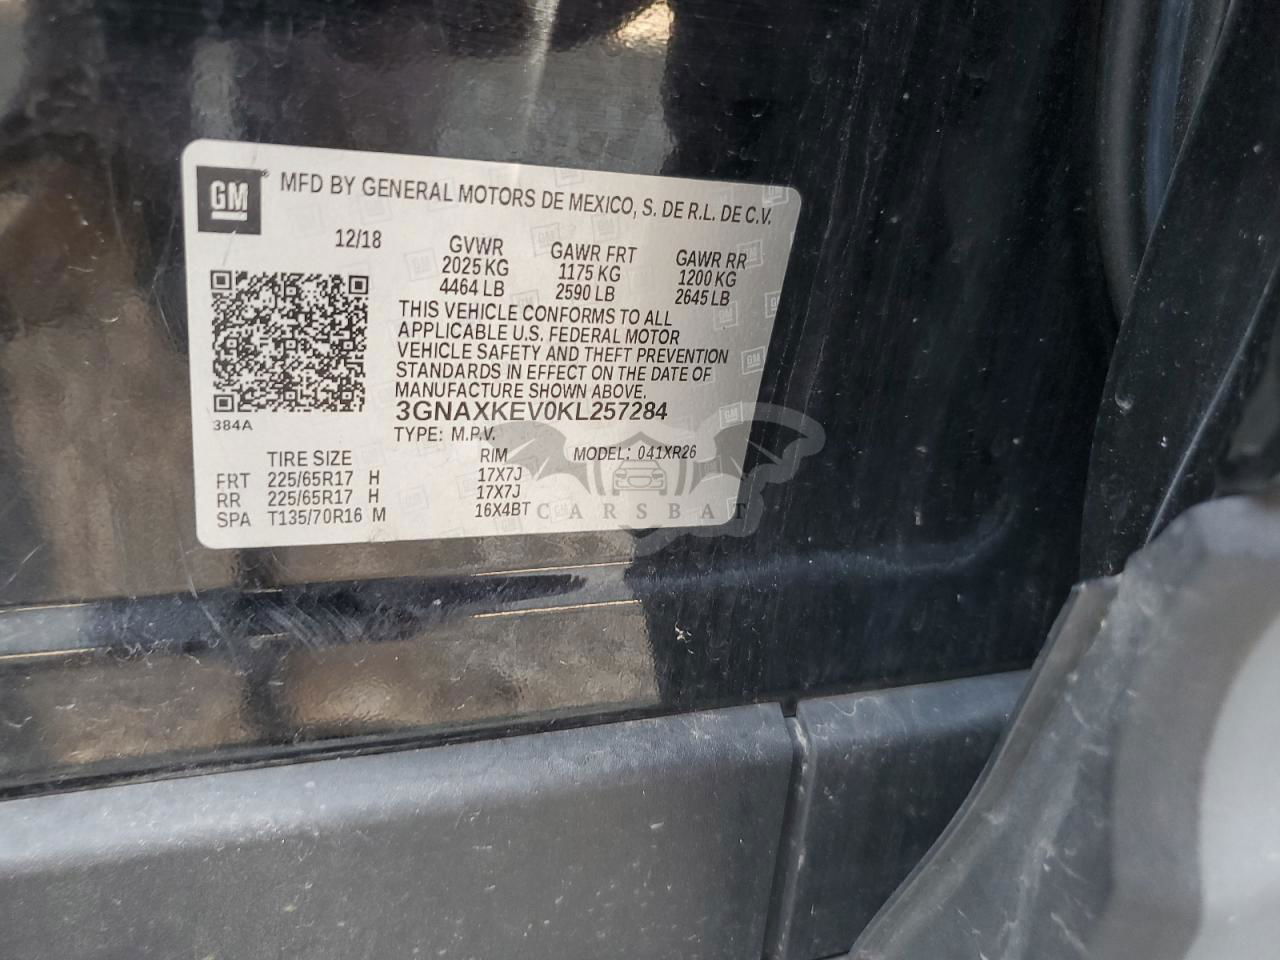 GM
MFD BY GENERAL MOTORS DE MEXICO, S. DE R.L. DE C.V.
12/18 GVWR GAWR FRT GAWR RR
2025 KG 1175 KG 1200 KG
4464 LB 2590 LB 2645 LB
THIS VEHICLE CONFORMS TO ALL
APPLICABLE U.S. FEDERAL MOTOR
VEHICLE SAFETY AND THEFT PREVENTION
STANDARDS IN EFFECT ON THE DATE OF
MANUFACTURE SHOWN ABOVE.
3GNAXKEV0KL257284
384A
TYPE: M.P.V. MODEL: 041XR26
TIRE SIZE RIM
FRT 225/65R17 H 17X7J
RR 225/65R17 H 17X7J
SPA T135/70R16 M 16X4BT
CARSBAT